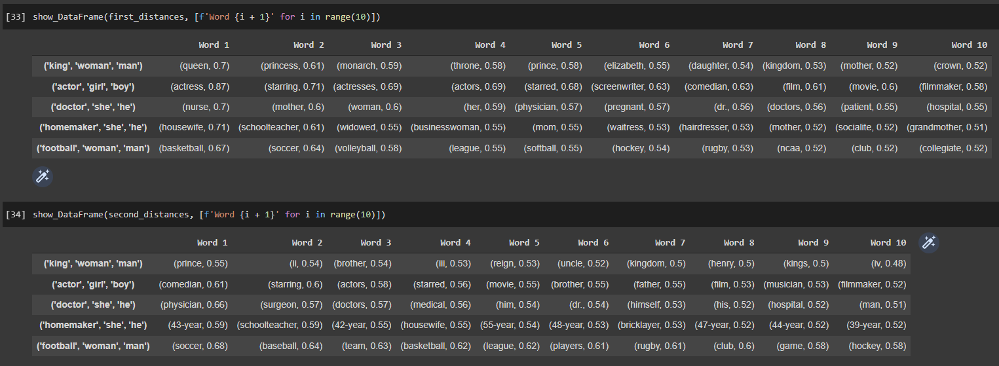 [33] show_DataFrame(first_distances, [f'Word {i + 1}' for i in range(10)])
Word 1 Word 2 Word 3 Word 4 Word 5 Word 6 Word 7 Word 8 Word 9 Word 10
('king', 'woman', 'man') (queen, 0.7) (princess, 0.61) (monarch, 0.59) (throne, 0.58) (prince, 0.58) (elizabeth, 0.55) (daughter, 0.54) (kingdom, 0.53) (mother, 0.52) (crown, 0.52)
('actor', 'girl', 'boy') (actress, 0.87) (starring, 0.71) (actresses, 0.69) (actors, 0.69) (starred, 0.68) (screenwriter, 0.63) (comedian, 0.63) (film, 0.61) (movie, 0.6) (filmmaker, 0.58)
('doctor', 'she', 'he') (nurse, 0.7) (mother, 0.6) (woman, 0.6) (her, 0.59) (physician, 0.57) (pregnant, 0.57) (dr., 0.56) (doctors, 0.56) (patient, 0.55) (hospital, 0.55)
('homemaker', 'she', 'he') (housewife, 0.71) (schoolteacher, 0.61) (widowed, 0.55) (businesswoman, 0.55) (mom, 0.55) (waitress, 0.53) (hairdresser, 0.53) (mother, 0.52) (socialite, 0.52) (grandmother, 0.51)
('football', 'woman', 'man') (basketball, 0.67) (soccer, 0.64) (volleyball, 0.58) (league, 0.55) (softball, 0.55) (hockey, 0.54) (rugby, 0.53) (ncaa, 0.52) (club, 0.52) (collegiate, 0.52)
[34] show_DataFrame(second_distances, [f'Word {i + 1}' for i in range(10)])
Word 1 Word 2 Word 3 Word 4 Word 5 Word 6 Word 7 Word 8 Word 9 Word 10
('king', 'woman', 'man') (prince, 0.55) (ii, 0.54) (brother, 0.54) (iii, 0.53) (reign, 0.53) (uncle, 0.52) (kingdom, 0.5) (henry, 0.5) (kings, 0.5) (iv, 0.48)
('actor', 'girl', 'boy') (comedian, 0.61) (starring, 0.6) (actors, 0.58) (starred, 0.56) (movie, 0.55) (brother, 0.55) (father, 0.55) (film, 0.53) (musician, 0.53) (filmmaker, 0.52)
('doctor', 'she', 'he') (physician, 0.66) (surgeon, 0.57) (doctors, 0.57) (medical, 0.56) (him, 0.54) (dr., 0.54) (himself, 0.53) (his, 0.52) (hospital, 0.52) (man, 0.51)
('homemaker', 'she', 'he') (43-year, 0.59) (schoolteacher, 0.59) (42-year, 0.55) (housewife, 0.55) (55-year, 0.54) (48-year, 0.53) (bricklayer, 0.53) (47-year, 0.52) (44-year, 0.52) (39-year, 0.52)
('football', 'woman', 'man') (soccer, 0.68) (baseball, 0.64) (team, 0.63) (basketball, 0.62) (league, 0.62) (players, 0.61) (rugby, 0.61) (club, 0.6) (game, 0.58) (hockey, 0.58)